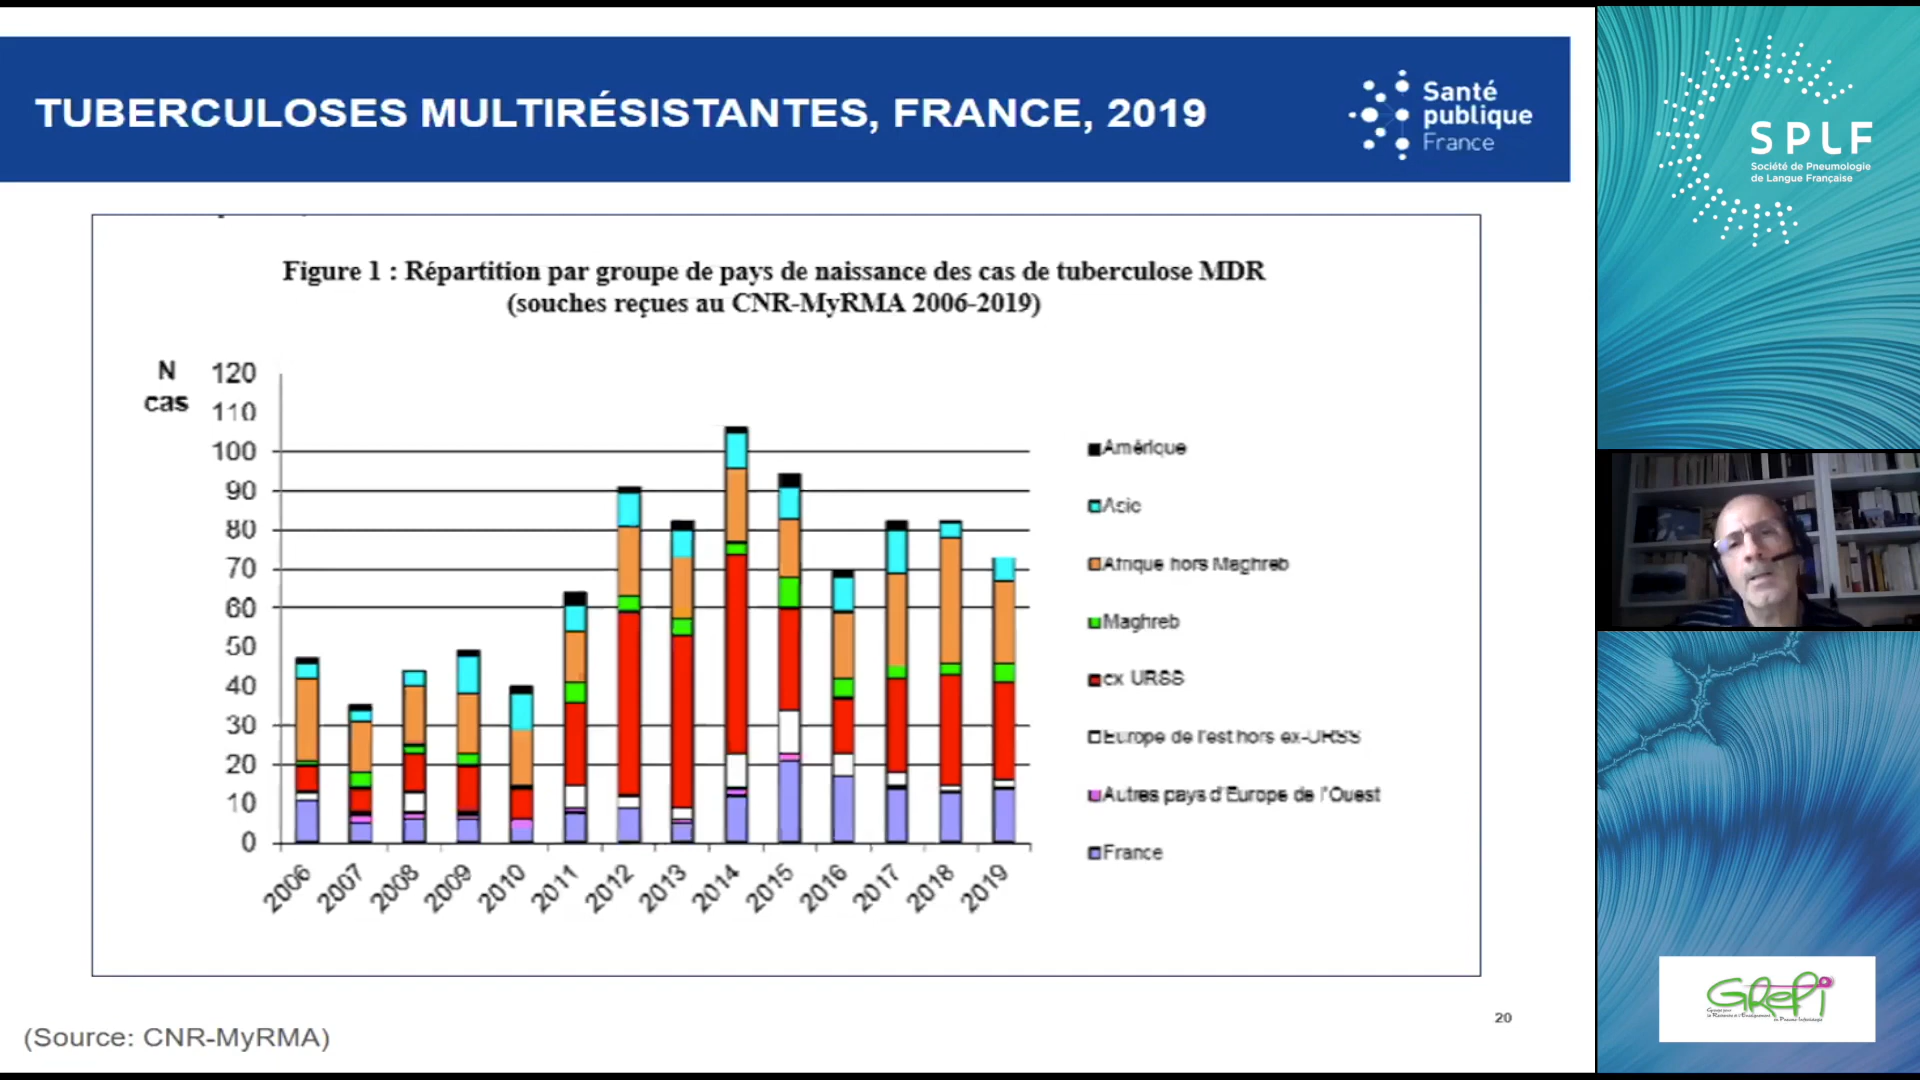 TUBERCULOSES MULTIRÉSISTANTES, FRANCE, 2019
Santé
publique
France
Figure 1 : Répartition par groupe de pays de naissance des cas de tuberculose MDR
(souches reçues au CNR-MyRMA 2006-2019)
N
cas
120
110
100
90
80
70
60
50
40
30
20
10
0
2006
2007
2008
2009
2010
2011
2012
2013
2014
2015
2016
2017
2018
2019
Amérique
Asie
Afrique hors Maghreb
Maghreb
ex URSS
Europe de l'est hors ex-URSS
Autres pays d'Europe de l'Ouest
France
(Source: CNR-MyRMA)
20
SPLF
Société de Pneumologie
de Langue Française
GREPI